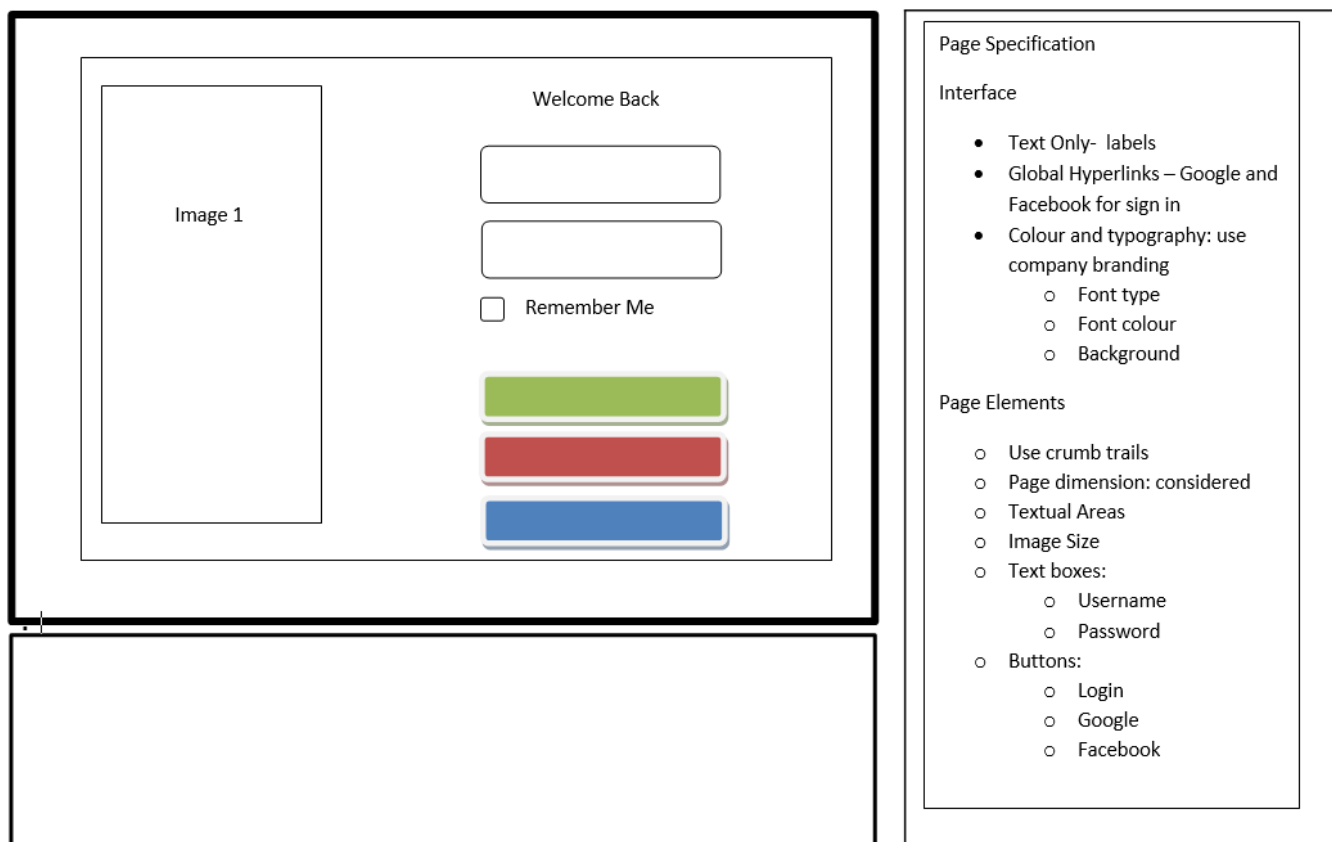 Welcome Back
Image 1
Remember Me
Page Specification
Interface
• Text Only-  labels
• Global Hyperlinks – Google and
Facebook for sign in
• Colour and typography: use
company branding
o Font type
o Font colour
o Background
Page Elements
o Use crumb trails
o Page dimension: considered
o Textual Areas
o Image Size
o Text boxes:
o Username
o Password
o Buttons:
o Login
o Google
o Facebook